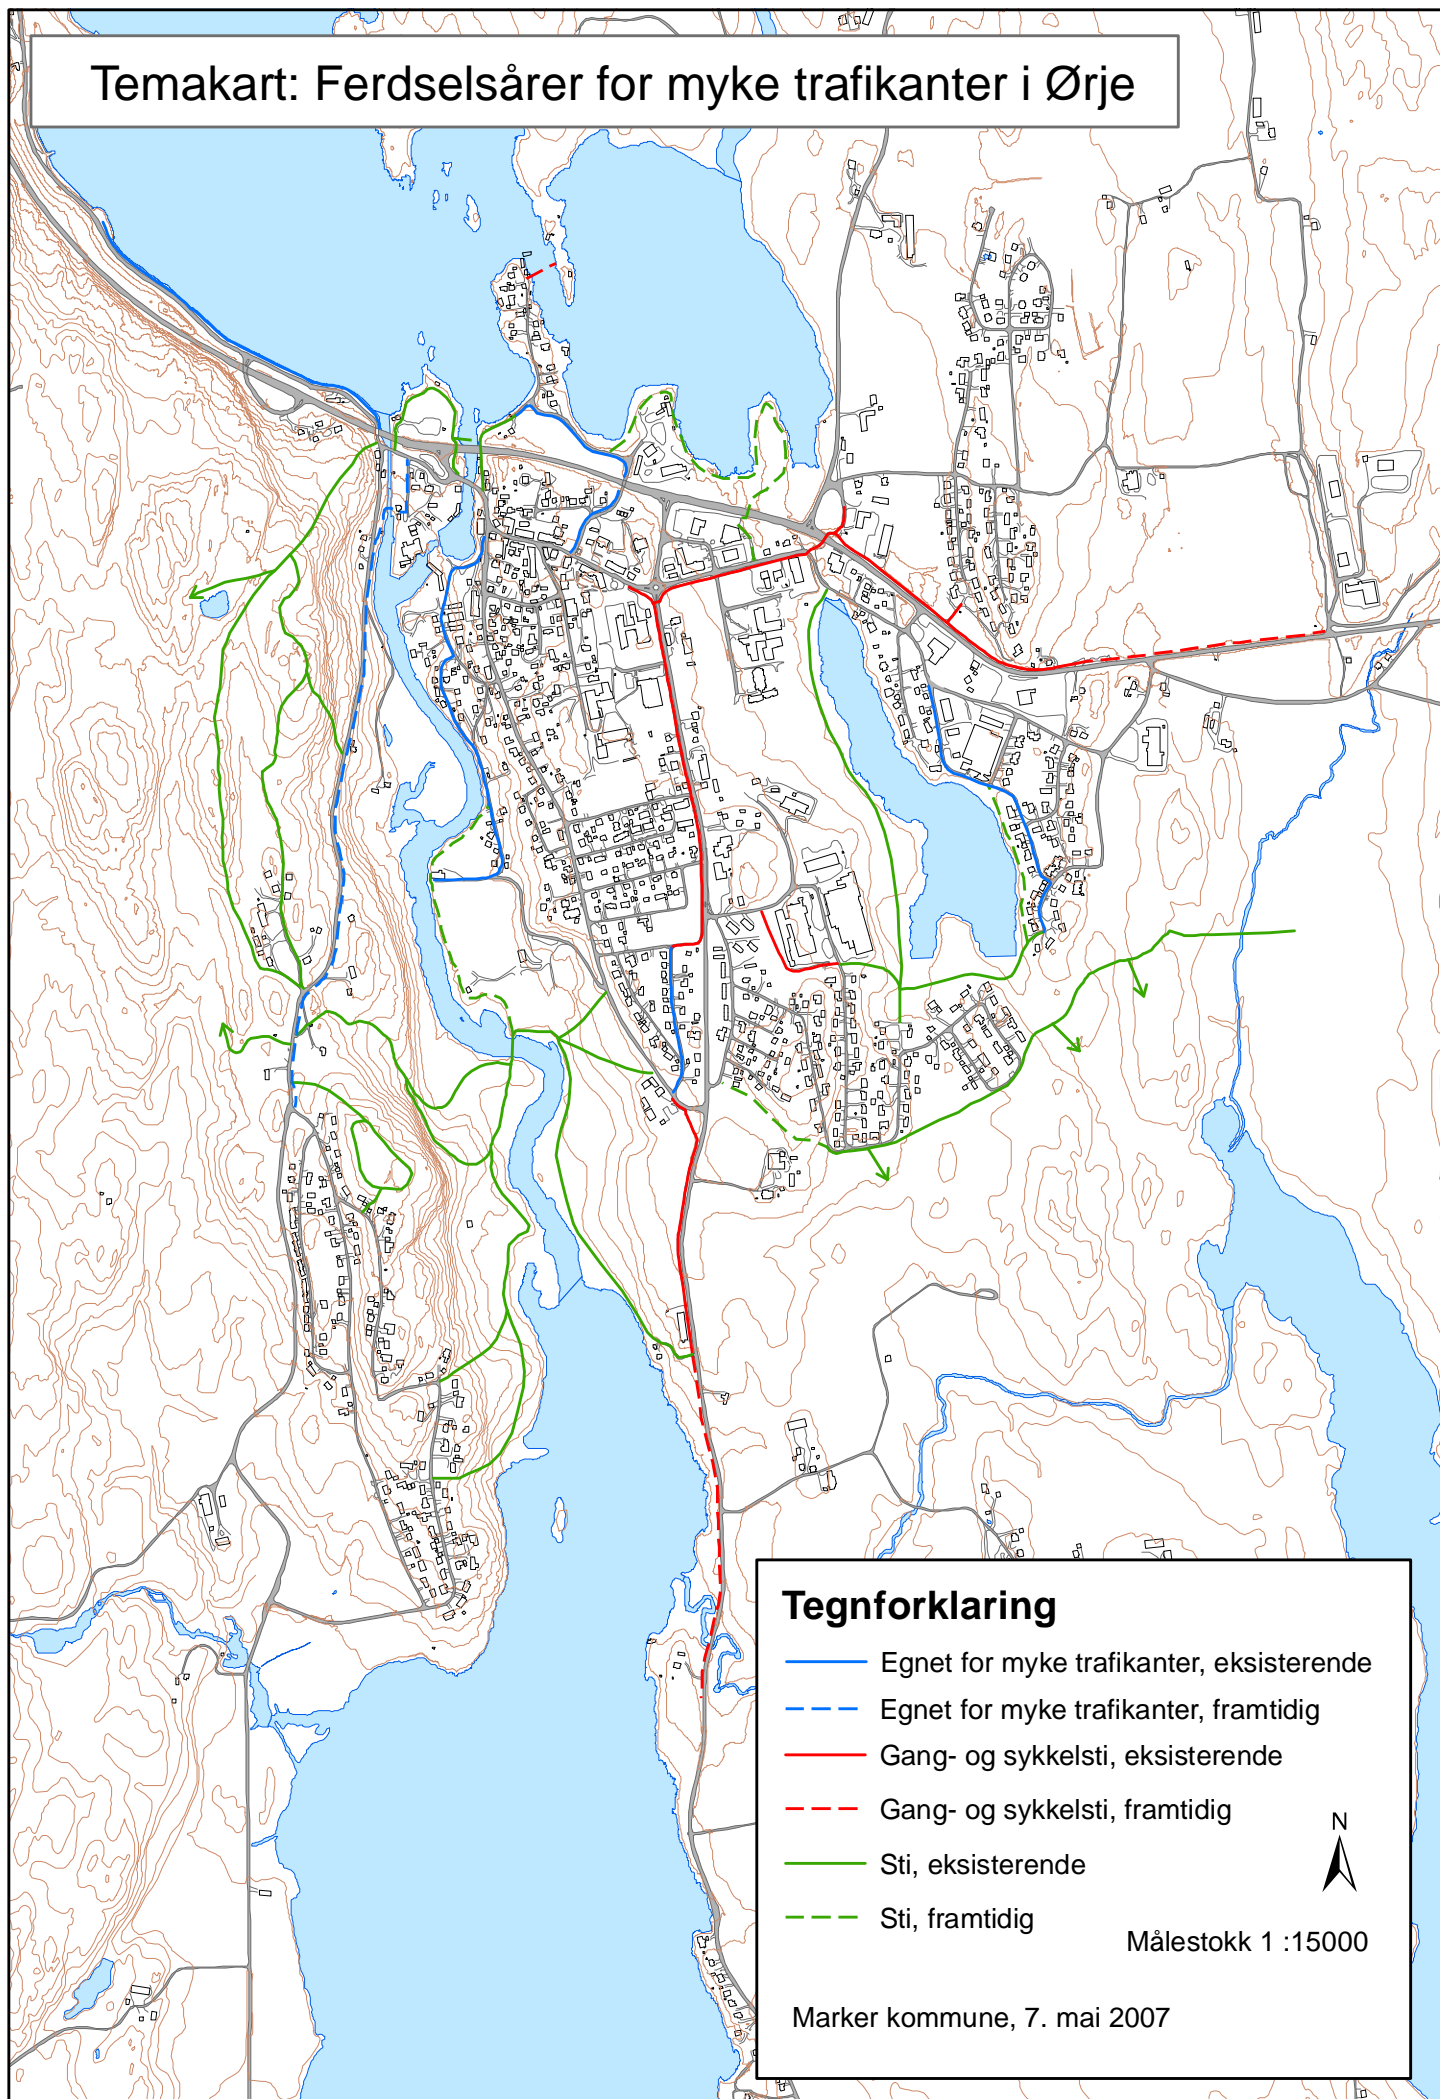 Temakart: Ferdselsårer for myke trafikanter i Ørje
Tegnforklaring
Egnet for myke trafikanter, eksisterende
Egnet for myke trafikanter, framtidig
Gang- og sykkelsti, eksisterende
Gang- og sykkelsti, framtidig
Sti, eksisterende
Sti, framtidig
N
Målestokk 1 :15000
Marker kommune, 7. mai 2007